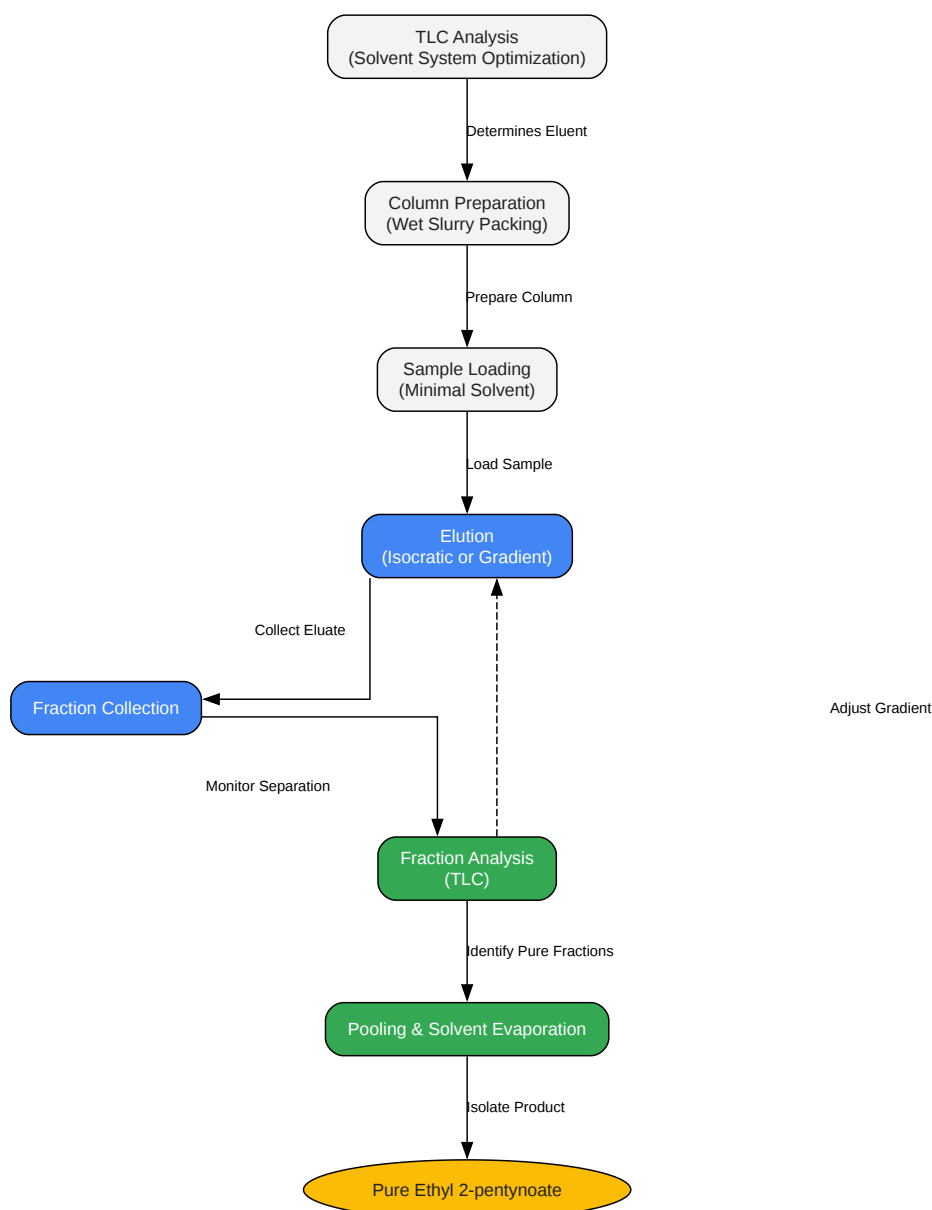 TLC Analysis
(Solvent System Optimization)
Determines Eluent
Column Preparation
(Wet Slurry Packing)
Prepare Column
Sample Loading
(Minimal Solvent)
Load Sample
Elution
(Isocratic or Gradient)
Collect Eluate
Fraction Collection
Adjust Gradient
Monitor Separation
Fraction Analysis
(TLC)
Identify Pure Fractions
Pooling & Solvent Evaporation
Isolate Product
Pure Ethyl 2-pentynoate